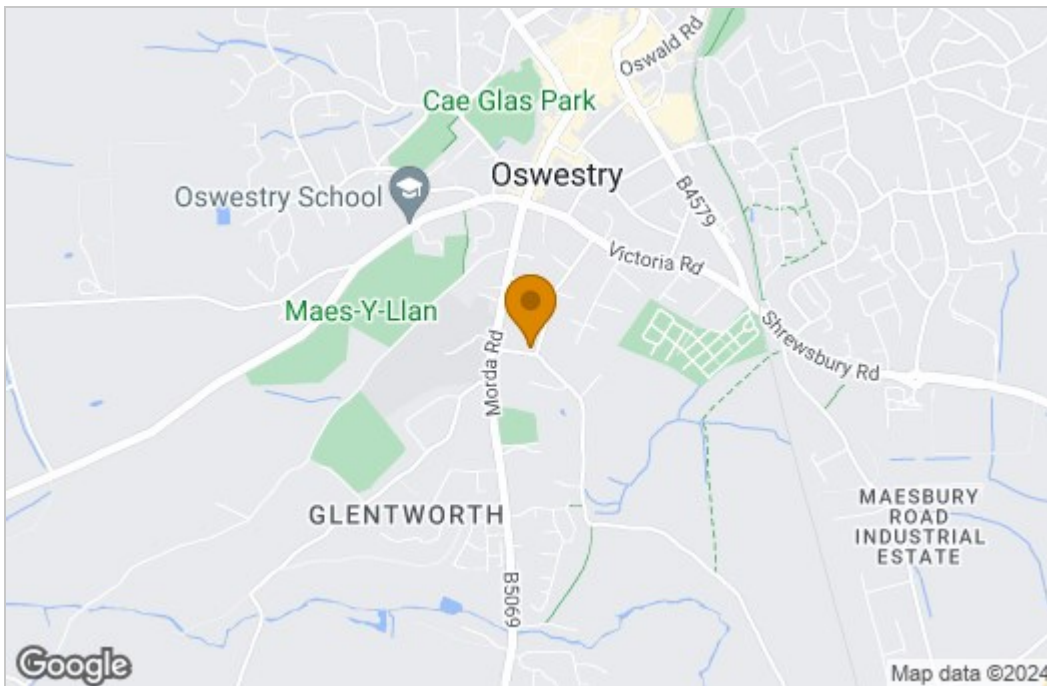 Oswald Rd
Cae Glas Park
Oswestry
B4579
Oswestry School
Victoria Rd
Maes-Y-Llan
Shrewsbury Rd
Morda Rd
GLENTWORTH
MAESBURY
ROAD
INDUSTRIAL
ESTATE
B5069
Google
Map data ©2024